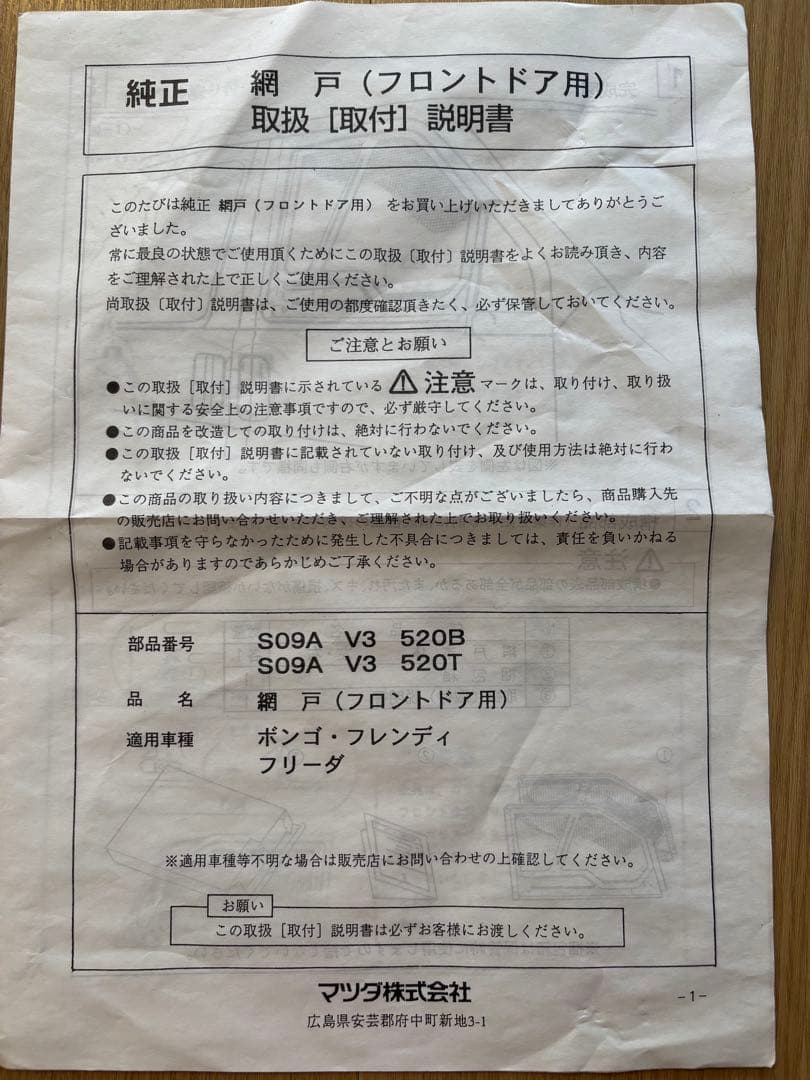 純正 網 戸（フロントドア用）
取扱［取付］説明書
このたびは純正 網戸（フロントドア用） をお買い上げいただきましてありがとうご
ざいました。
常に最良の状態でご使用頂くためにこの取扱〔取付〕説明書をよくお読み頂き、内容
をご理解された上で正しくご使用ください。
尚取扱〔取付〕説明書は、ご使用の都度確認頂きたく、必ず保管しておいてください。
ご注意とお願い
●この取扱［取付］説明書に示されている ⚠ 注意 マークは、取り付け、取り扱
いに関する安全上の注意事項ですので、必ず厳守してください。
●この商品を改造しての取り付けは、絶対に行わないでください。
●この取扱［取付］説明書に記載されていない取り付け、及び使用方法は絶対に行わ
ないでください。
●この商品の取り扱い内容につきまして、ご不明な点がございましたら、商品購入先
の販売店にお問い合わせいただき、ご理解された上でお取り扱いください。
●記載事項を守らなかったために発生した不具合につきましては、責任を負いかねる
場合がありますのであらかじめご了承ください。
部品番号 S09A V3 520B
S09A V3 520T
品 名 網 戸（フロントドア用）
適用車種 ボンゴ・フレンディ
フリーダ
※適用車種等不明な場合は販売店にお問い合わせの上確認してください。
お願い
この取扱［取付］説明書は必ずお客様にお渡しください。
マツダ株式会社
広島県安芸郡府中町新地3-1
－1－